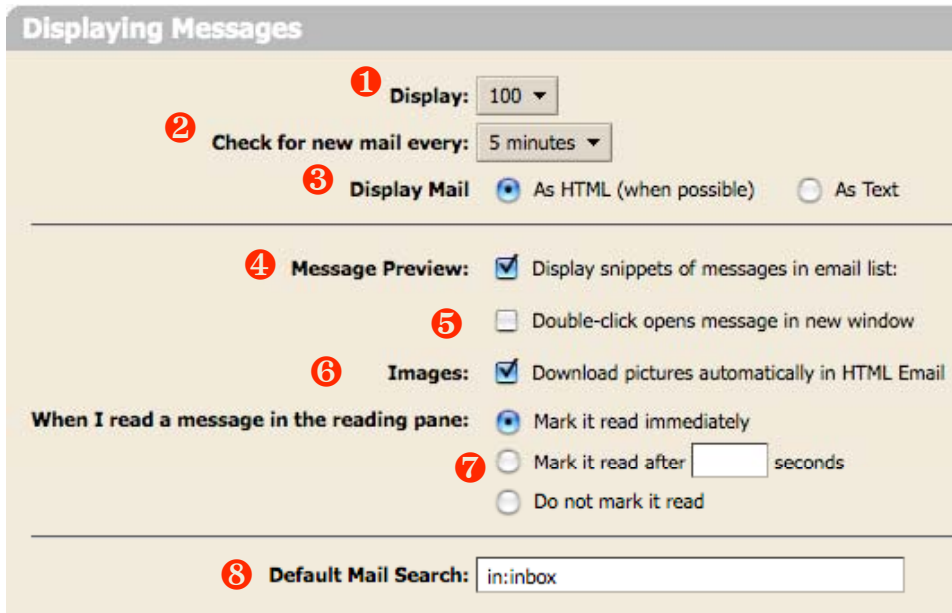 Displaying Messages
1 Display: 100
2 Check for new mail every: 5 minutes
3 Display Mail As HTML (when possible) As Text
4 Message Preview: Display snippets of messages in email list:
5 Double-click opens message in new window
6 Images: Download pictures automatically in HTML Email
When I read a message in the reading pane: Mark it read immediately
7 Mark it read after seconds
Do not mark it read
8 Default Mail Search: in:inbox